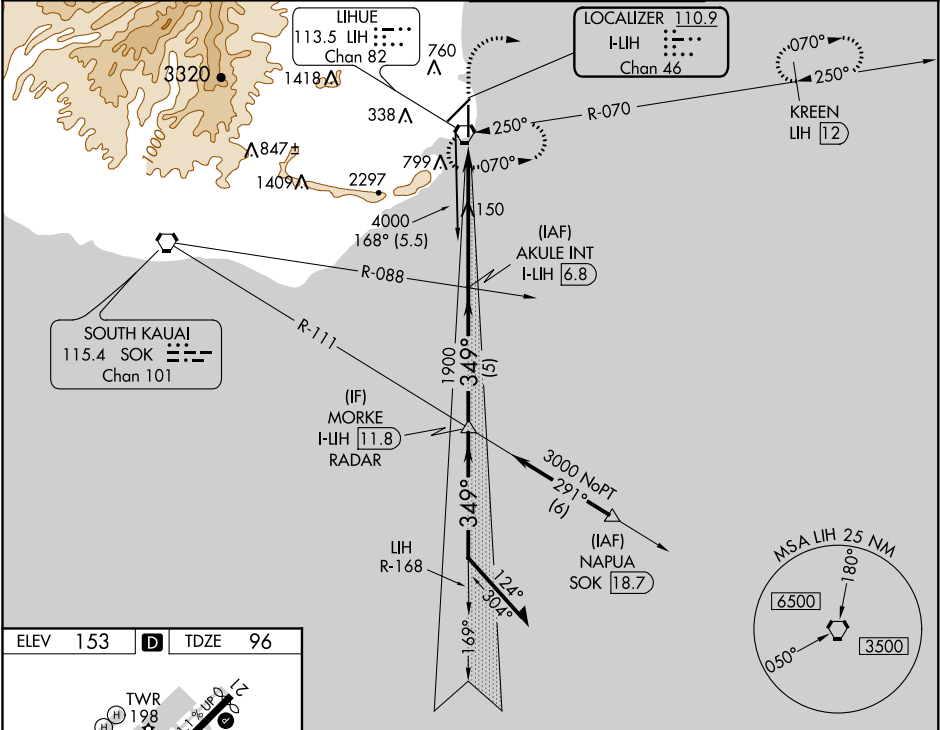 LIHUE
113.5 LIH
Chan 82
LOCALIZER 110.9
I-LIH
Chan 46
760
3320
1418
338
070°
250°
KREEN
LIH 12
R-070
250°
070°
847±
1409
2297
799
1000
4000
168° (5.5)
150
(IAF)
AKULE INT
I-LIH 6.8
R-088
SOUTH KAUAI
115.4 SOK
Chan 101
R-111
1900
349°
(5)
(IF)
MORKE
I-LIH 11.8
RADAR
3000 NoPT
291°
(6)
(IAF)
NAPUA
SOK 18.7
349°
LIH
R-168
124°
304°
169°
MSA LIH 25 NM
180°
6500
3500
050°
ELEV 153 D TDZE 96
TWR
198
H
H
1.1% UP
21
P